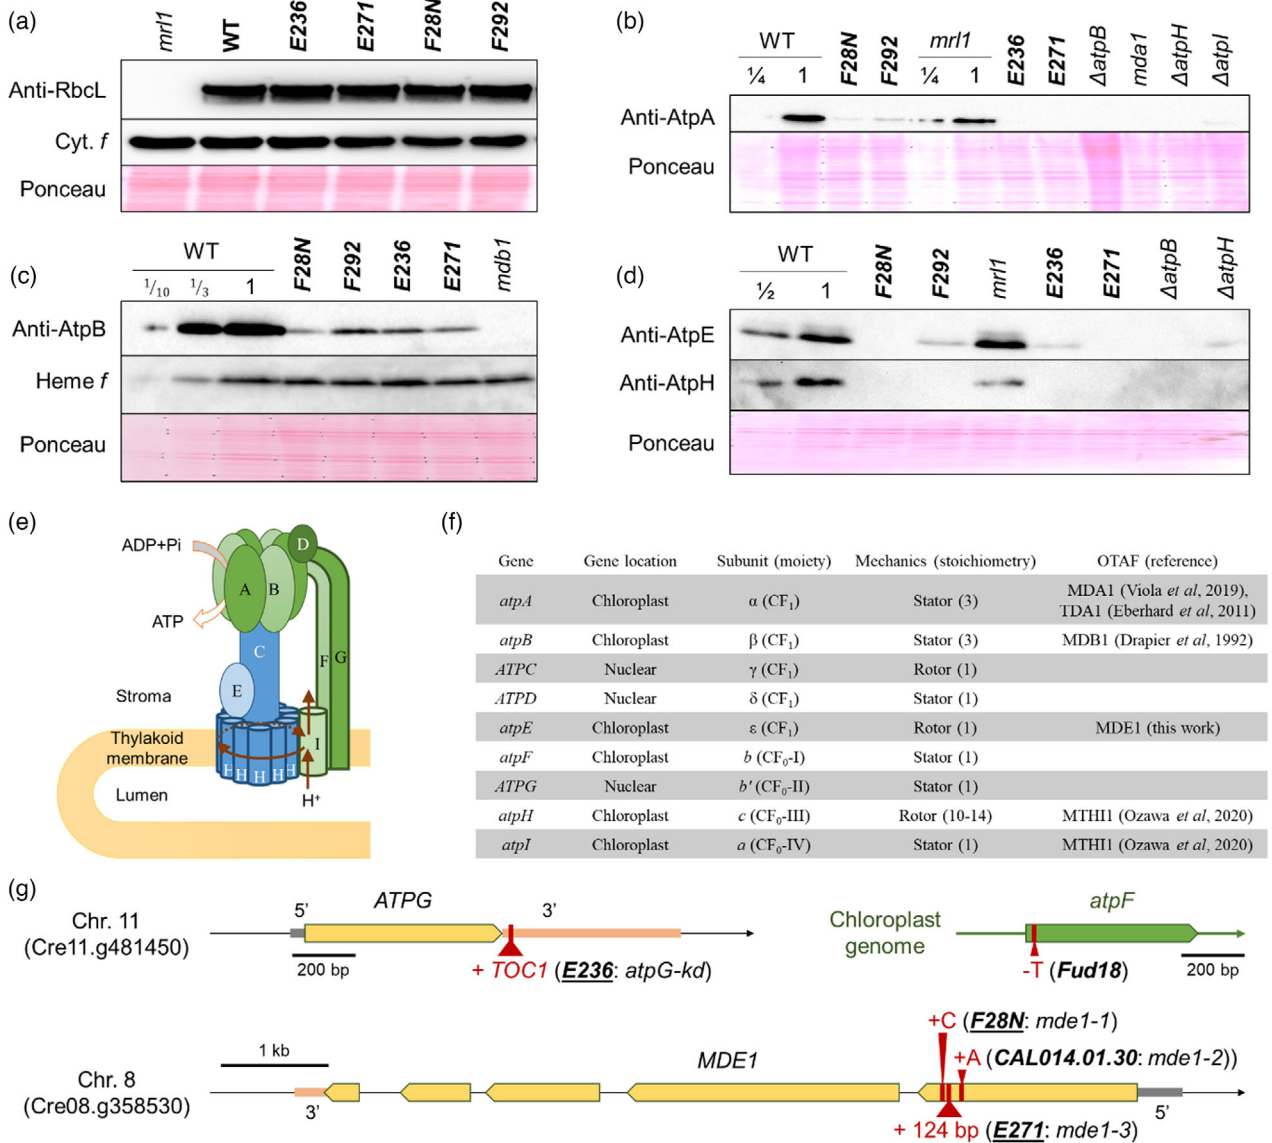 (a)
mrl1 WT E236 E271 F28N F292
Anti-RbcL
Cyt. f
Ponceau
(b)
WT mrl1
¼ 1 F28N F292 ¼ 1 E236 E271 ΔatpB mda1 ΔatpH ΔatpI
Anti-AtpA
Ponceau
(c)
WT
1/10 1/3 1 F28N F292 E236 E271 mdb1
Anti-AtpB
Heme f
Ponceau
(d)
WT
½ 1 F28N F292 mrl1 E236 E271 ΔatpB ΔatpH
Anti-AtpE
Anti-AtpH
Ponceau
(e)
ADP+Pi
ATP
A B D
C F G
E
I
H H H H H
Stroma
Thylakoid
membrane
Lumen
H+
(f)
Gene Gene location Subunit (moiety) Mechanics (stoichiometry) OTAF (reference)
atpA Chloroplast α (CF1) Stator (3) MDA1 (Viola et al, 2019),
TDA1 (Eberhard et al, 2011)
atpB Chloroplast β (CF1) Stator (3) MDB1 (Drapier et al, 1992)
ATPC Nuclear γ (CF1) Rotor (1)
ATPD Nuclear δ (CF1) Stator (1)
atpE Chloroplast ε (CF1) Rotor (1) MDE1 (this work)
atpF Chloroplast b (CF0-I) Stator (1)
ATPG Nuclear b' (CF0-II) Stator (1)
atpH Chloroplast c (CF0-III) Rotor (10-14) MTHI1 (Ozawa et al, 2020)
atpI Chloroplast a (CF0-IV) Stator (1) MTHI1 (Ozawa et al, 2020)
(g)
Chr. 11
(Cre11.g481450)
5’ ATPG 3’
200 bp
+ TOC1 (E236: atpG-kd)
Chloroplast
genome
atpF
-T (Fud18)
200 bp
Chr. 8
(Cre08.g358530)
1 kb
MDE1
3’
5’
+C (F28N: mde1-1)
+A (CAL014.01.30: mde1-2))
+ 124 bp (E271: mde1-3)